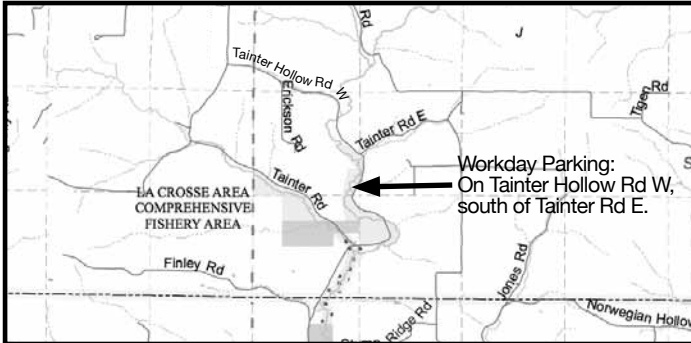 Rd
J
Tainter Hollow Rd W
Erickson Rd
Tiger Rd
Tainter Rd E
S
Workday Parking:
On Tainter Hollow Rd W,
south of Tainter Rd E.
Tainter Rd
LA CROSSE AREA
COMPREHENSIVE
FISHERY AREA
Finley Rd
Jones Rd
Norwegian Hollow
Ridge Rd